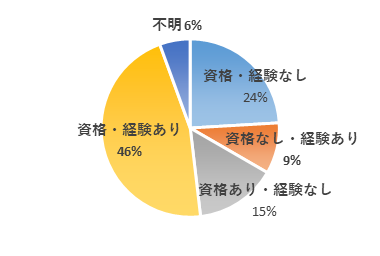 不明 6%
資格・経験なし
24%
資格なし・経験あり
9%
資格あり・経験なし
15%
資格・経験あり
46%